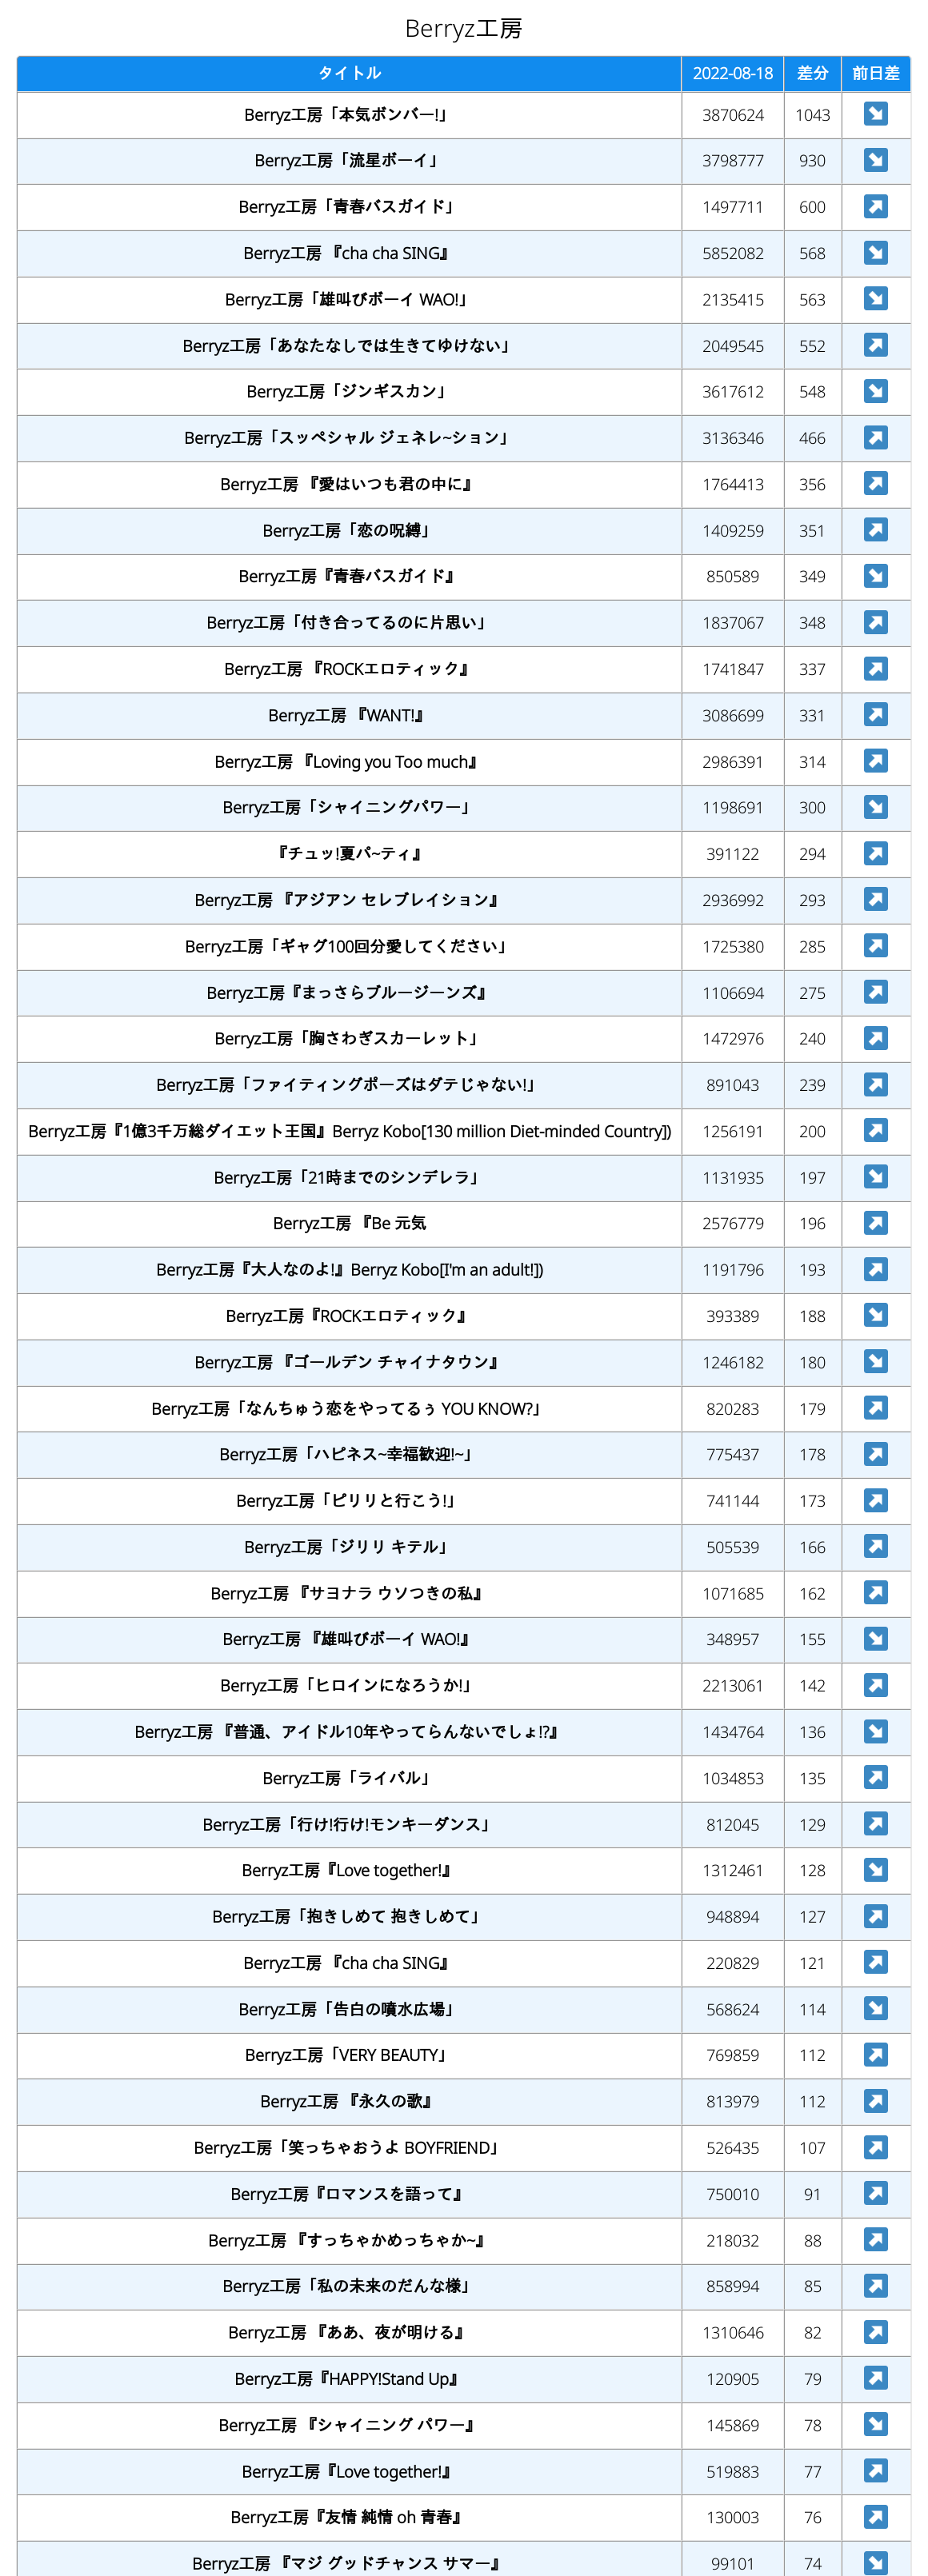 Berryz工房
タイトル 2022-08-18 差分 前日差
Berryz工房「本気ボンバー!」 3870624 1043
Berryz工房「流星ボーイ」 3798777 930
Berryz工房「青春バスガイド」 1497711 600
Berryz工房 『cha cha SING』 5852082 568
Berryz工房「雄叫びボーイ WAO!」 2135415 563
Berryz工房「あなたなしでは生きてゆけない」 2049545 552
Berryz工房「ジンギスカン」 3617612 548
Berryz工房「スッペシャル ジェネレ~ション」 3136346 466
Berryz工房 『愛はいつも君の中に』 1764413 356
Berryz工房「恋の呪縛」 1409259 351
Berryz工房『青春バスガイド』 850589 349
Berryz工房「付き合ってるのに片思い」 1837067 348
Berryz工房 『ROCKエロティック』 1741847 337
Berryz工房 『WANT!』 3086699 331
Berryz工房 『Loving you Too much』 2986391 314
Berryz工房「シャイニングパワー」 1198691 300
『チュッ!夏パ~ティ』 391122 294
Berryz工房 『アジアン セレブレイション』 2936992 293
Berryz工房「ギャグ100回分愛してください」 1725380 285
Berryz工房『まっさらブルージーンズ』 1106694 275
Berryz工房「胸さわぎスカーレット」 1472976 240
Berryz工房「ファイティングポーズはダテじゃない!」 891043 239
Berryz工房『1億3千万総ダイエット王国』Berryz Kobo[130 million Diet-minded Country]) 1256191 200
Berryz工房「21時までのシンデレラ」 1131935 197
Berryz工房 『Be 元気 2576779 196
Berryz工房『大人なのよ!』Berryz Kobo[I'm an adult!]) 1191796 193
Berryz工房『ROCKエロティック』 393389 188
Berryz工房 『ゴールデン チャイナタウン』 1246182 180
Berryz工房「なんちゅう恋をやってるぅ YOU KNOW?」 820283 179
Berryz工房「ハピネス~幸福歓迎!~」 775437 178
Berryz工房「ピリリと行こう!」 741144 173
Berryz工房「ジリリ キテル」 505539 166
Berryz工房 『サヨナラ ウソつきの私』 1071685 162
Berryz工房 『雄叫びボーイ WAO!』 348957 155
Berryz工房「ヒロインになろうか!」 2213061 142
Berryz工房 『普通、アイドル10年やってらんないでしょ!?』 1434764 136
Berryz工房「ライバル」 1034853 135
Berryz工房「行け!行け!モンキーダンス」 812045 129
Berryz工房『Love together!』 1312461 128
Berryz工房「抱きしめて 抱きしめて」 948894 127
Berryz工房 『cha cha SING』 220829 121
Berryz工房「告白の噴水広場」 568624 114
Berryz工房「VERY BEAUTY」 769859 112
Berryz工房 『永久の歌』 813979 112
Berryz工房「笑っちゃおうよ BOYFRIEND」 526435 107
Berryz工房『ロマンスを語って』 750010 91
Berryz工房 『すっちゃかめっちゃか~』 218032 88
Berryz工房「私の未来のだんな様」 858994 85
Berryz工房 『ああ、夜が明ける』 1310646 82
Berryz工房『HAPPY!Stand Up』 120905 79
Berryz工房 『シャイニング パワー』 145869 78
Berryz工房『Love together!』 519883 77
Berryz工房『友情 純情 oh 青春』 130003 76
Berryz工房 『マジ グッドチャンス サマー』 99101 74